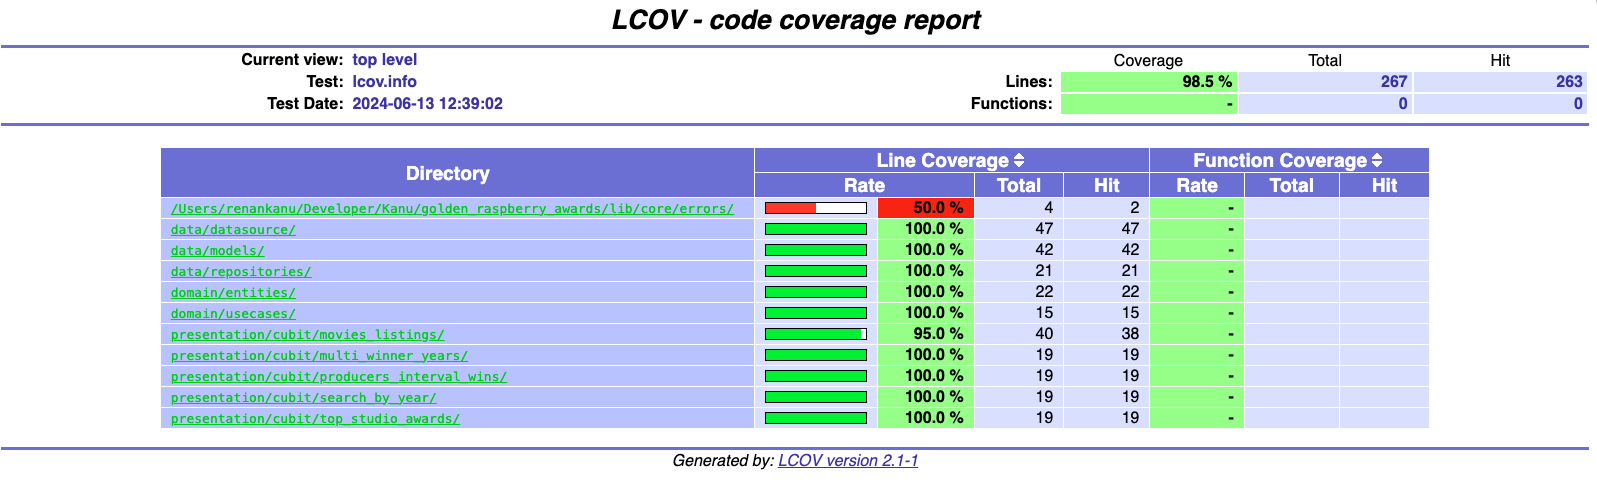 LCOV - code coverage report
Current view: top level
Test: lcov.info
Test Date: 2024-06-13 12:39:02
Coverage Total Hit
Lines: 98.5 % 267 263
Functions: - 0 0
Directory Line Coverage Function Coverage
Rate Total Hit Rate Total Hit
/Users/renankanu/Developer/Kanu/golden_raspberry_awards/lib/core/errors/ 50.0 % 4 2 -
data/datasource/ 100.0 % 47 47 -
data/models/ 100.0 % 42 42 -
data/repositories/ 100.0 % 21 21 -
domain/entities/ 100.0 % 22 22 -
domain/usecases/ 100.0 % 15 15 -
presentation/cubit/movies_listings/ 95.0 % 40 38 -
presentation/cubit/multi_winner_years/ 100.0 % 19 19 -
presentation/cubit/producers_interval_wins/ 100.0 % 19 19 -
presentation/cubit/search_by_year/ 100.0 % 19 19 -
presentation/cubit/top_studio_awards/ 100.0 % 19 19 -
Generated by: LCOV version 2.1-1